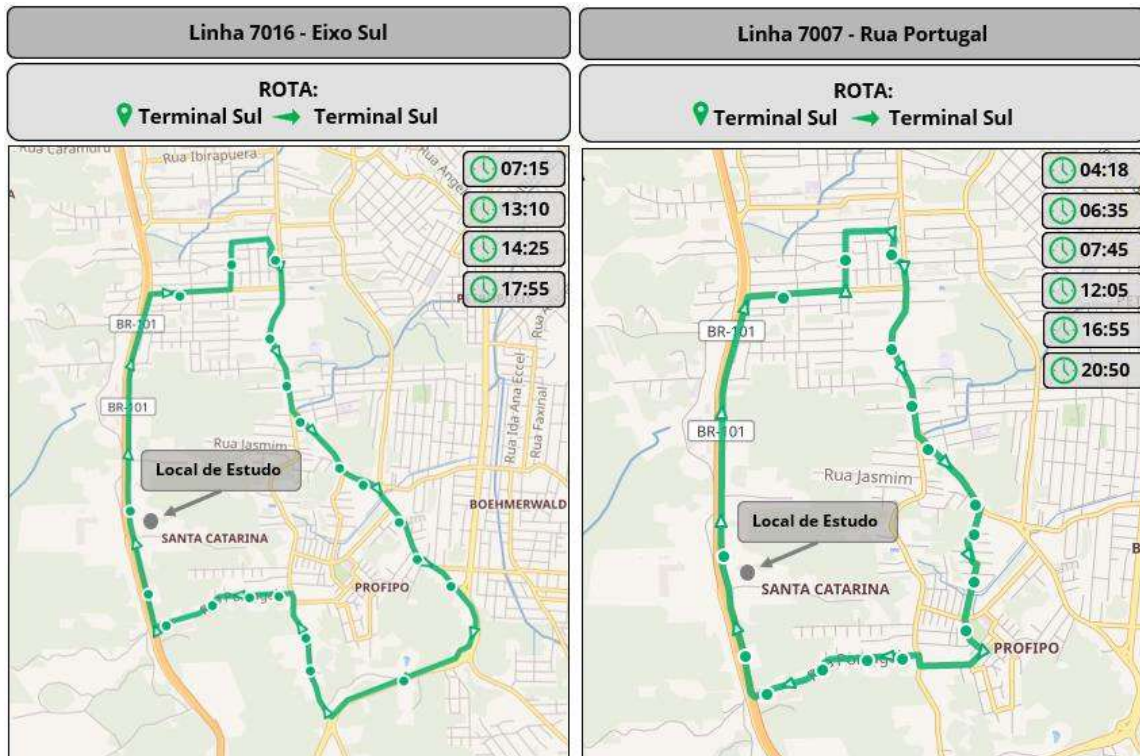 Linha 7016 - Eixo Sul
ROTA:
Terminal Sul Terminal Sul
Rua Ibirapuera
07:15
13:10
14:25
17:55
BR-101
BR-101
Rua Ida Ana Eccel
Rua Faxinal
Rua Jasmim
Local de Estudo
BOEHMERWALD
SANTA CATARINA
PROFIPO
Linha 7007 - Rua Portugal
ROTA:
Terminal Sul Terminal Sul
04:18
06:35
07:45
12:05
16:55
20:50
BR-101
BR-101
Rua Jasmim
Local de Estudo
SANTA CATARINA
PROFIPO